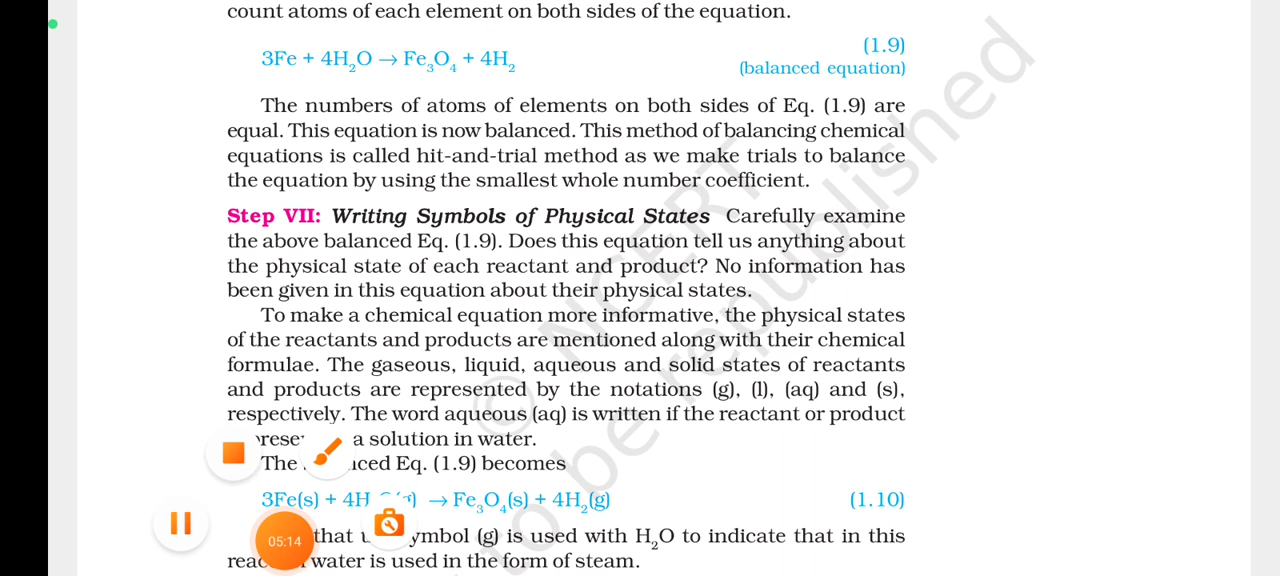 count atoms of each element on both sides of the equation.
(1.9)
3Fe + 4H₂O → Fe₃O₄ + 4H₂
(balanced equation)
The numbers of atoms of elements on both sides of Eq. (1.9) are
equal. This equation is now balanced. This method of balancing chemical
equations is called hit-and-trial method as we make trials to balance
the equation by using the smallest whole number coefficient.
Step VII: Writing Symbols of Physical States Carefully examine
the above balanced Eq. (1.9). Does this equation tell us anything about
the physical state of each reactant and product? No information has
been given in this equation about their physical states.
To make a chemical equation more informative, the physical states
of the reactants and products are mentioned along with their chemical
formulae. The gaseous, liquid, aqueous and solid states of reactants
and products are represented by the notations (g), (l), (aq) and (s),
respectively. The word aqueous (aq) is written if the reactant or product
a solution in water.
The Eq. (1.9) becomes
3Fe(s) + 4H (g) → Fe₃O₄(s) + 4H₂(g) (1.10)
that symbol (g) is used with H₂O to indicate that in this
water is used in the form of steam.
05:14
© NCERT
be republished